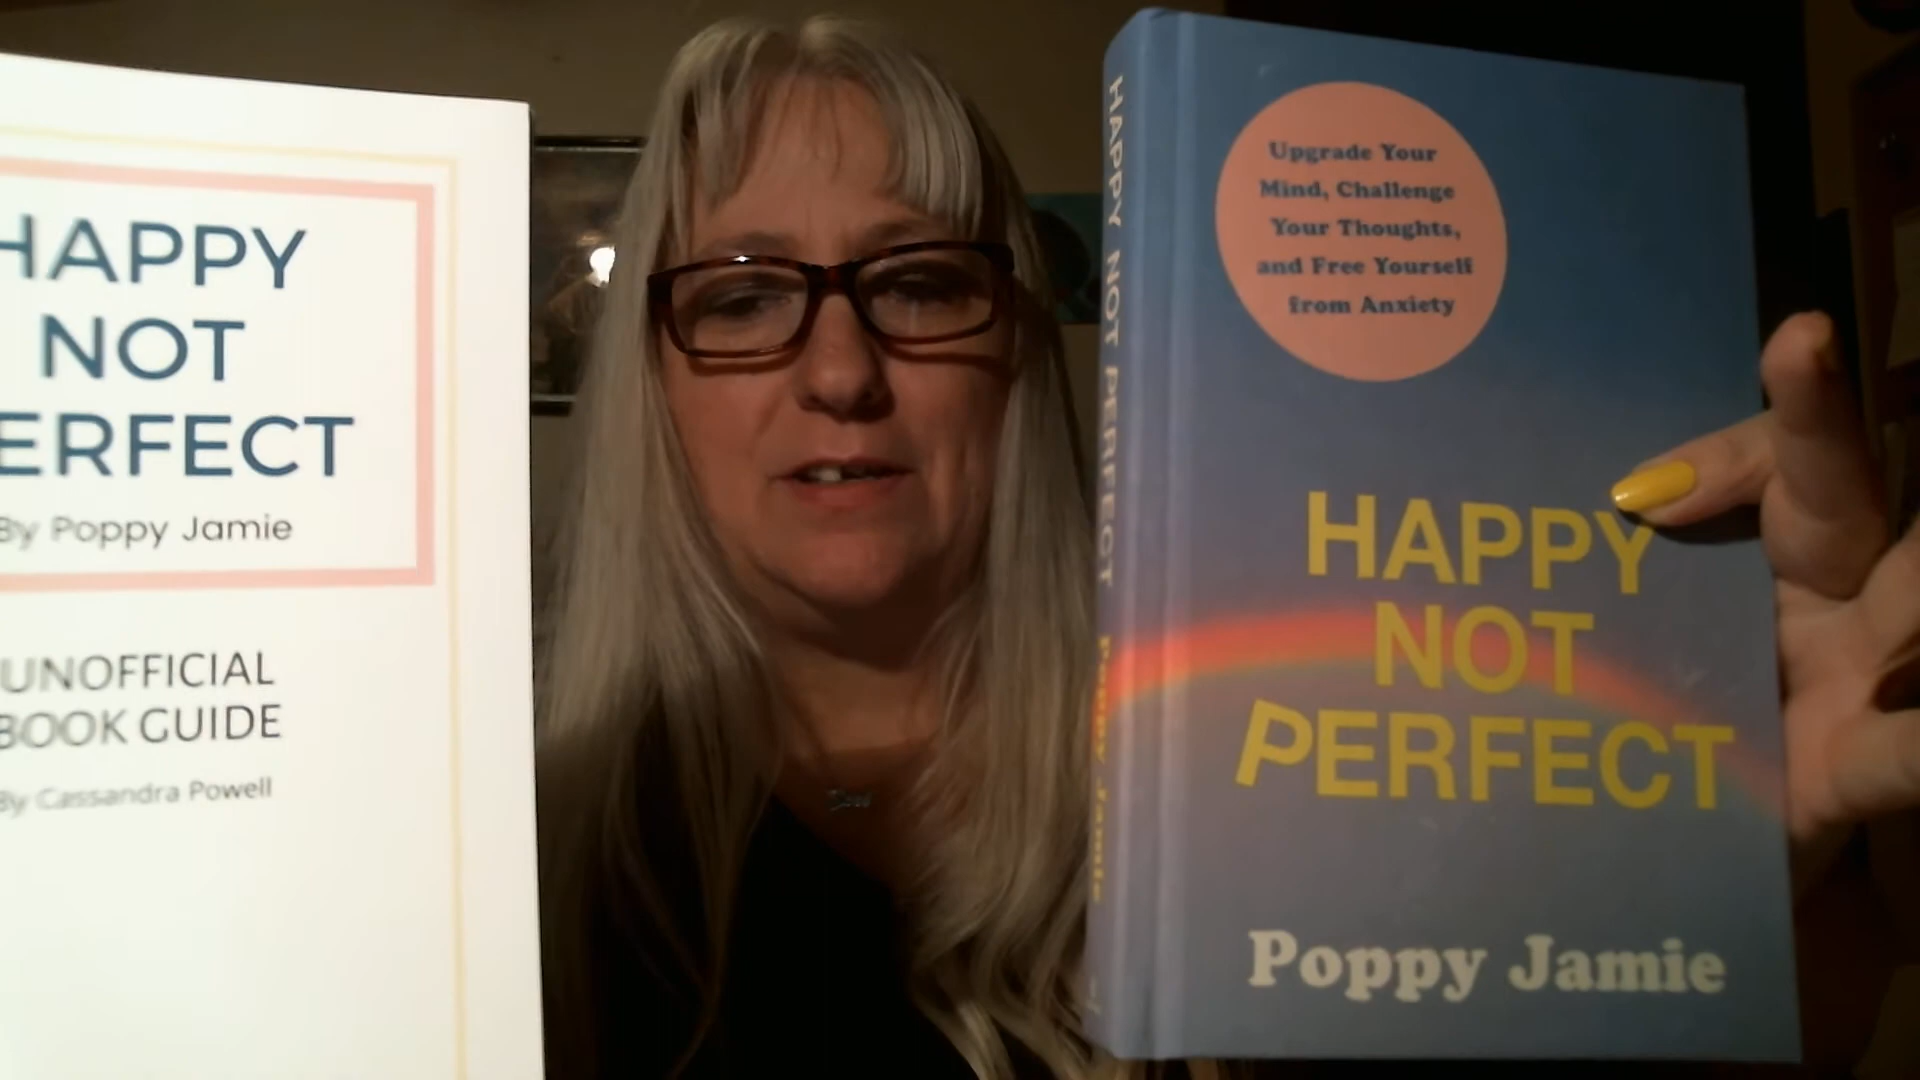 HAPPY
NOT
ERFECT
By Poppy Jamie
UNOFFICIAL
BOOK GUIDE
By Cassandra Powell
HAPPY NOT PERFECT Poppy Jamie
Upgrade Your
Mind, Challenge
Your Thoughts,
and Free Yourself
from Anxiety
HAPPY
NOT
PERFECT
Poppy Jamie